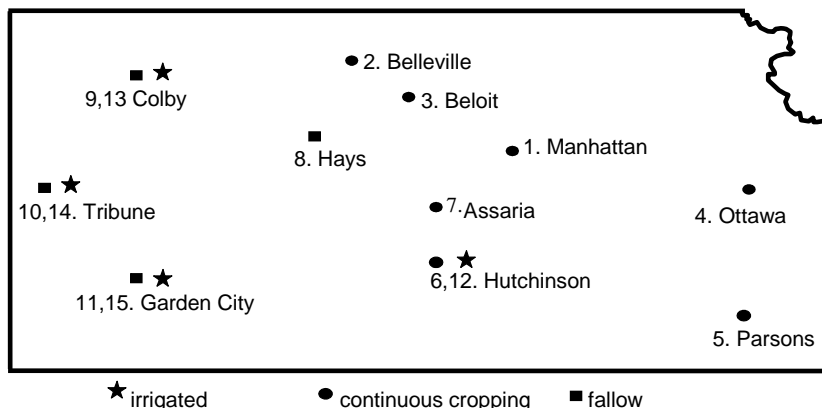 2. Belleville
9,13 Colby
3. Beloit
8. Hays
1. Manhattan
10,14. Tribune
7. Assaria
4. Ottawa
11,15. Garden City
6,12. Hutchinson
5. Parsons
irrigated
continuous cropping
fallow